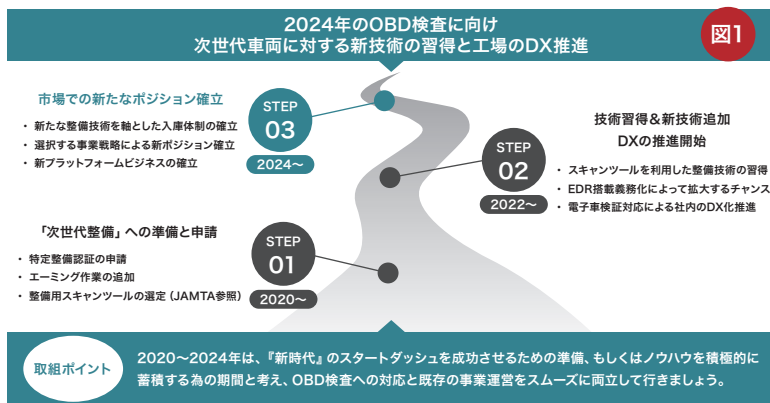 2024年のOBD検査に向け
次世代車両に対する新技術の習得と工場のDX推進
図1
市場での新たなポジション確立
・ 新たな整備技術を軸とした入庫体制の確立
・ 選択する事業戦略による新ポジション確立
・ 新プラットフォームビジネスの確立
STEP
03
2024～
技術習得＆新技術追加
DXの推進開始
・ スキャンツールを利用した整備技術の習得
・ EDR搭載義務化によって拡大するチャンス
・ 電子車検証対応による社内のDX化推進
STEP
02
2022～
「次世代整備」への準備と申請
・ 特定整備認証の申請
・ エーミング作業の追加
・ 整備用スキャンツールの選定（JAMTA参照）
STEP
01
2020～
取組ポイント
2020～2024年は、『新時代』のスタートダッシュを成功させるための準備、もしくはノウハウを積極的に
蓄積する為の期間と考え、OBD検査への対応と既存の事業運営をスムーズに両立して行きましょう。